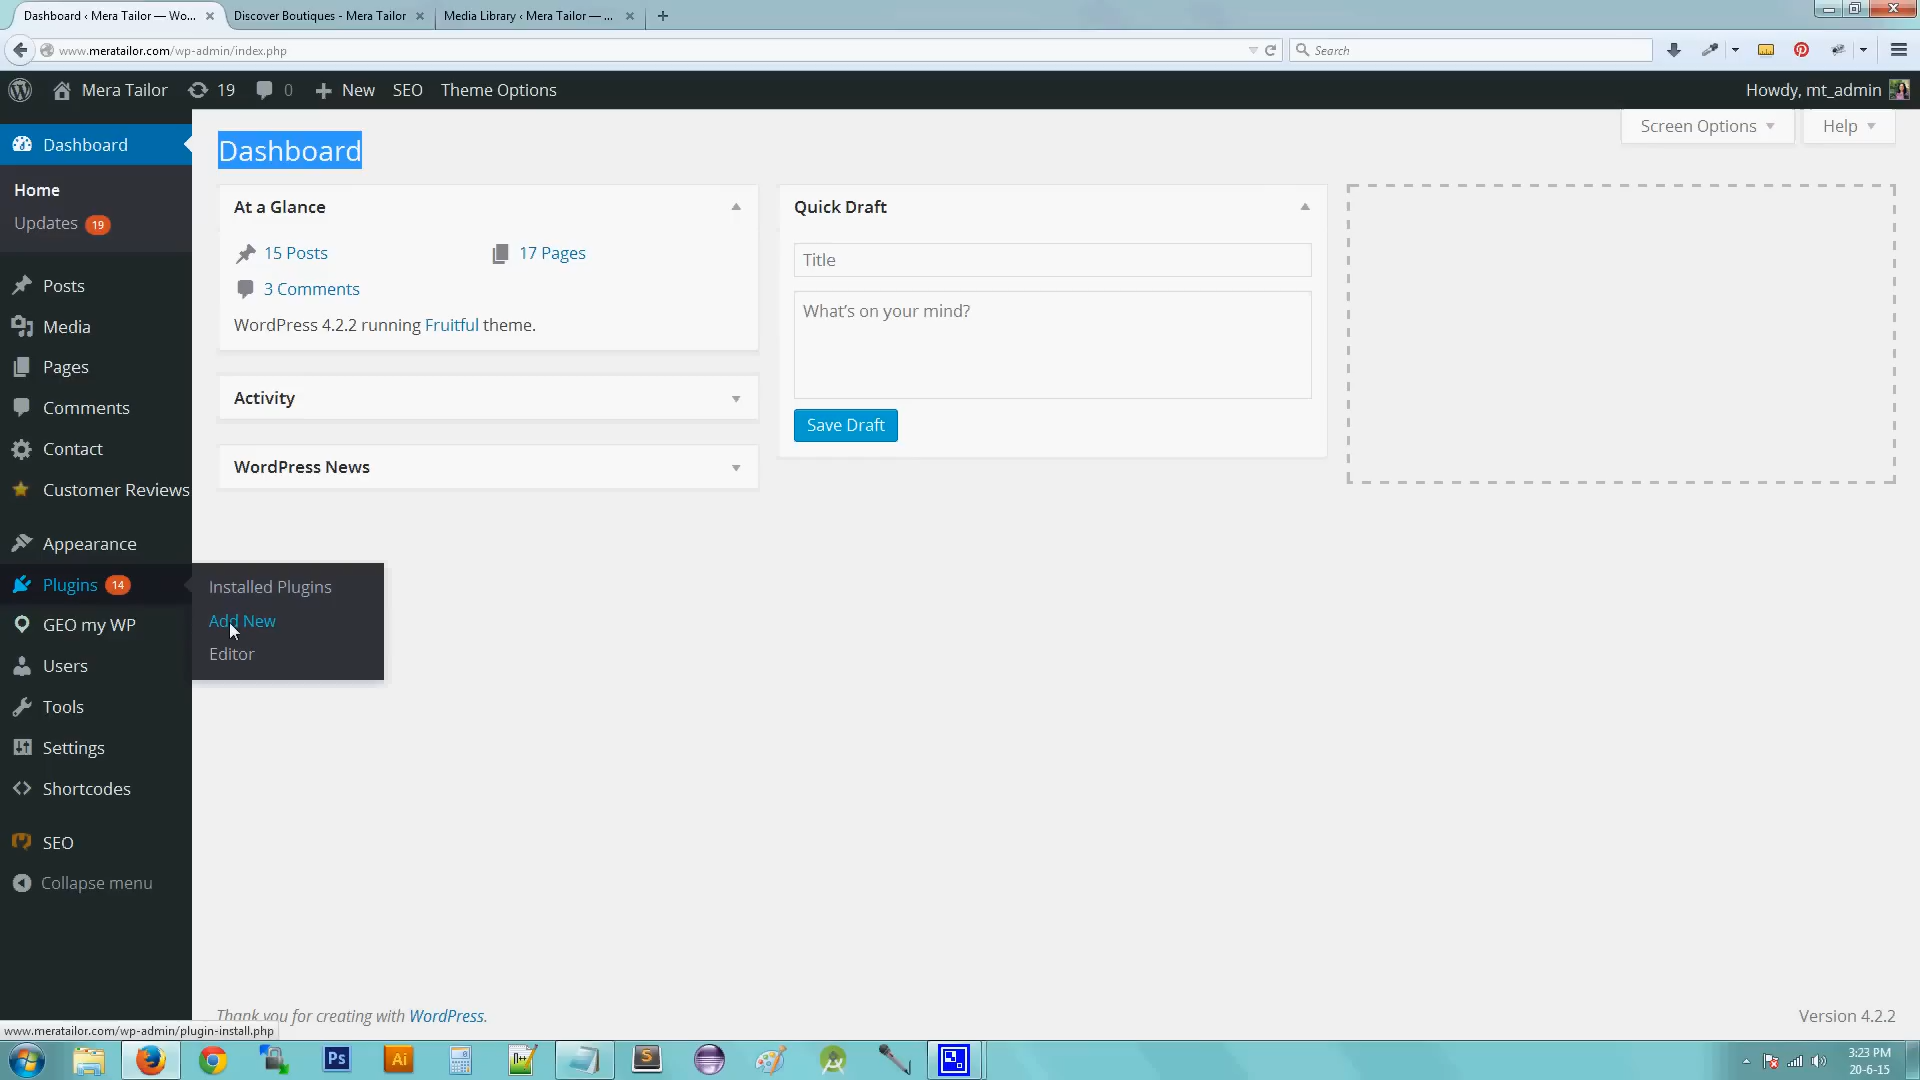 Dashboard ‹ Mera Tailor — Wo...
Discover Boutiques - Mera Tailor
Media Library ‹ Mera Tailor — ...
www.meratailor.com/wp-admin/index.php
Search
Mera Tailor
19
0
New
SEO
Theme Options
Howdy, mt_admin
Dashboard
Home
Updates 19
Posts
Media
Pages
Comments
Contact
Customer Reviews
Appearance
Plugins 14
GEO my WP
Users
Tools
Settings
Shortcodes
SEO
Collapse menu
Installed Plugins
Add New
Editor
Dashboard
Screen Options
Help
At a Glance
15 Posts
17 Pages
3 Comments
WordPress 4.2.2 running Fruitful theme.
Activity
WordPress News
Quick Draft
Title
What's on your mind?
Save Draft
Thank you for creating with WordPress.
Version 4.2.2
www.meratailor.com/wp-admin/plugin-install.php
Ps
Ai
S
3:23 PM
20-6-15